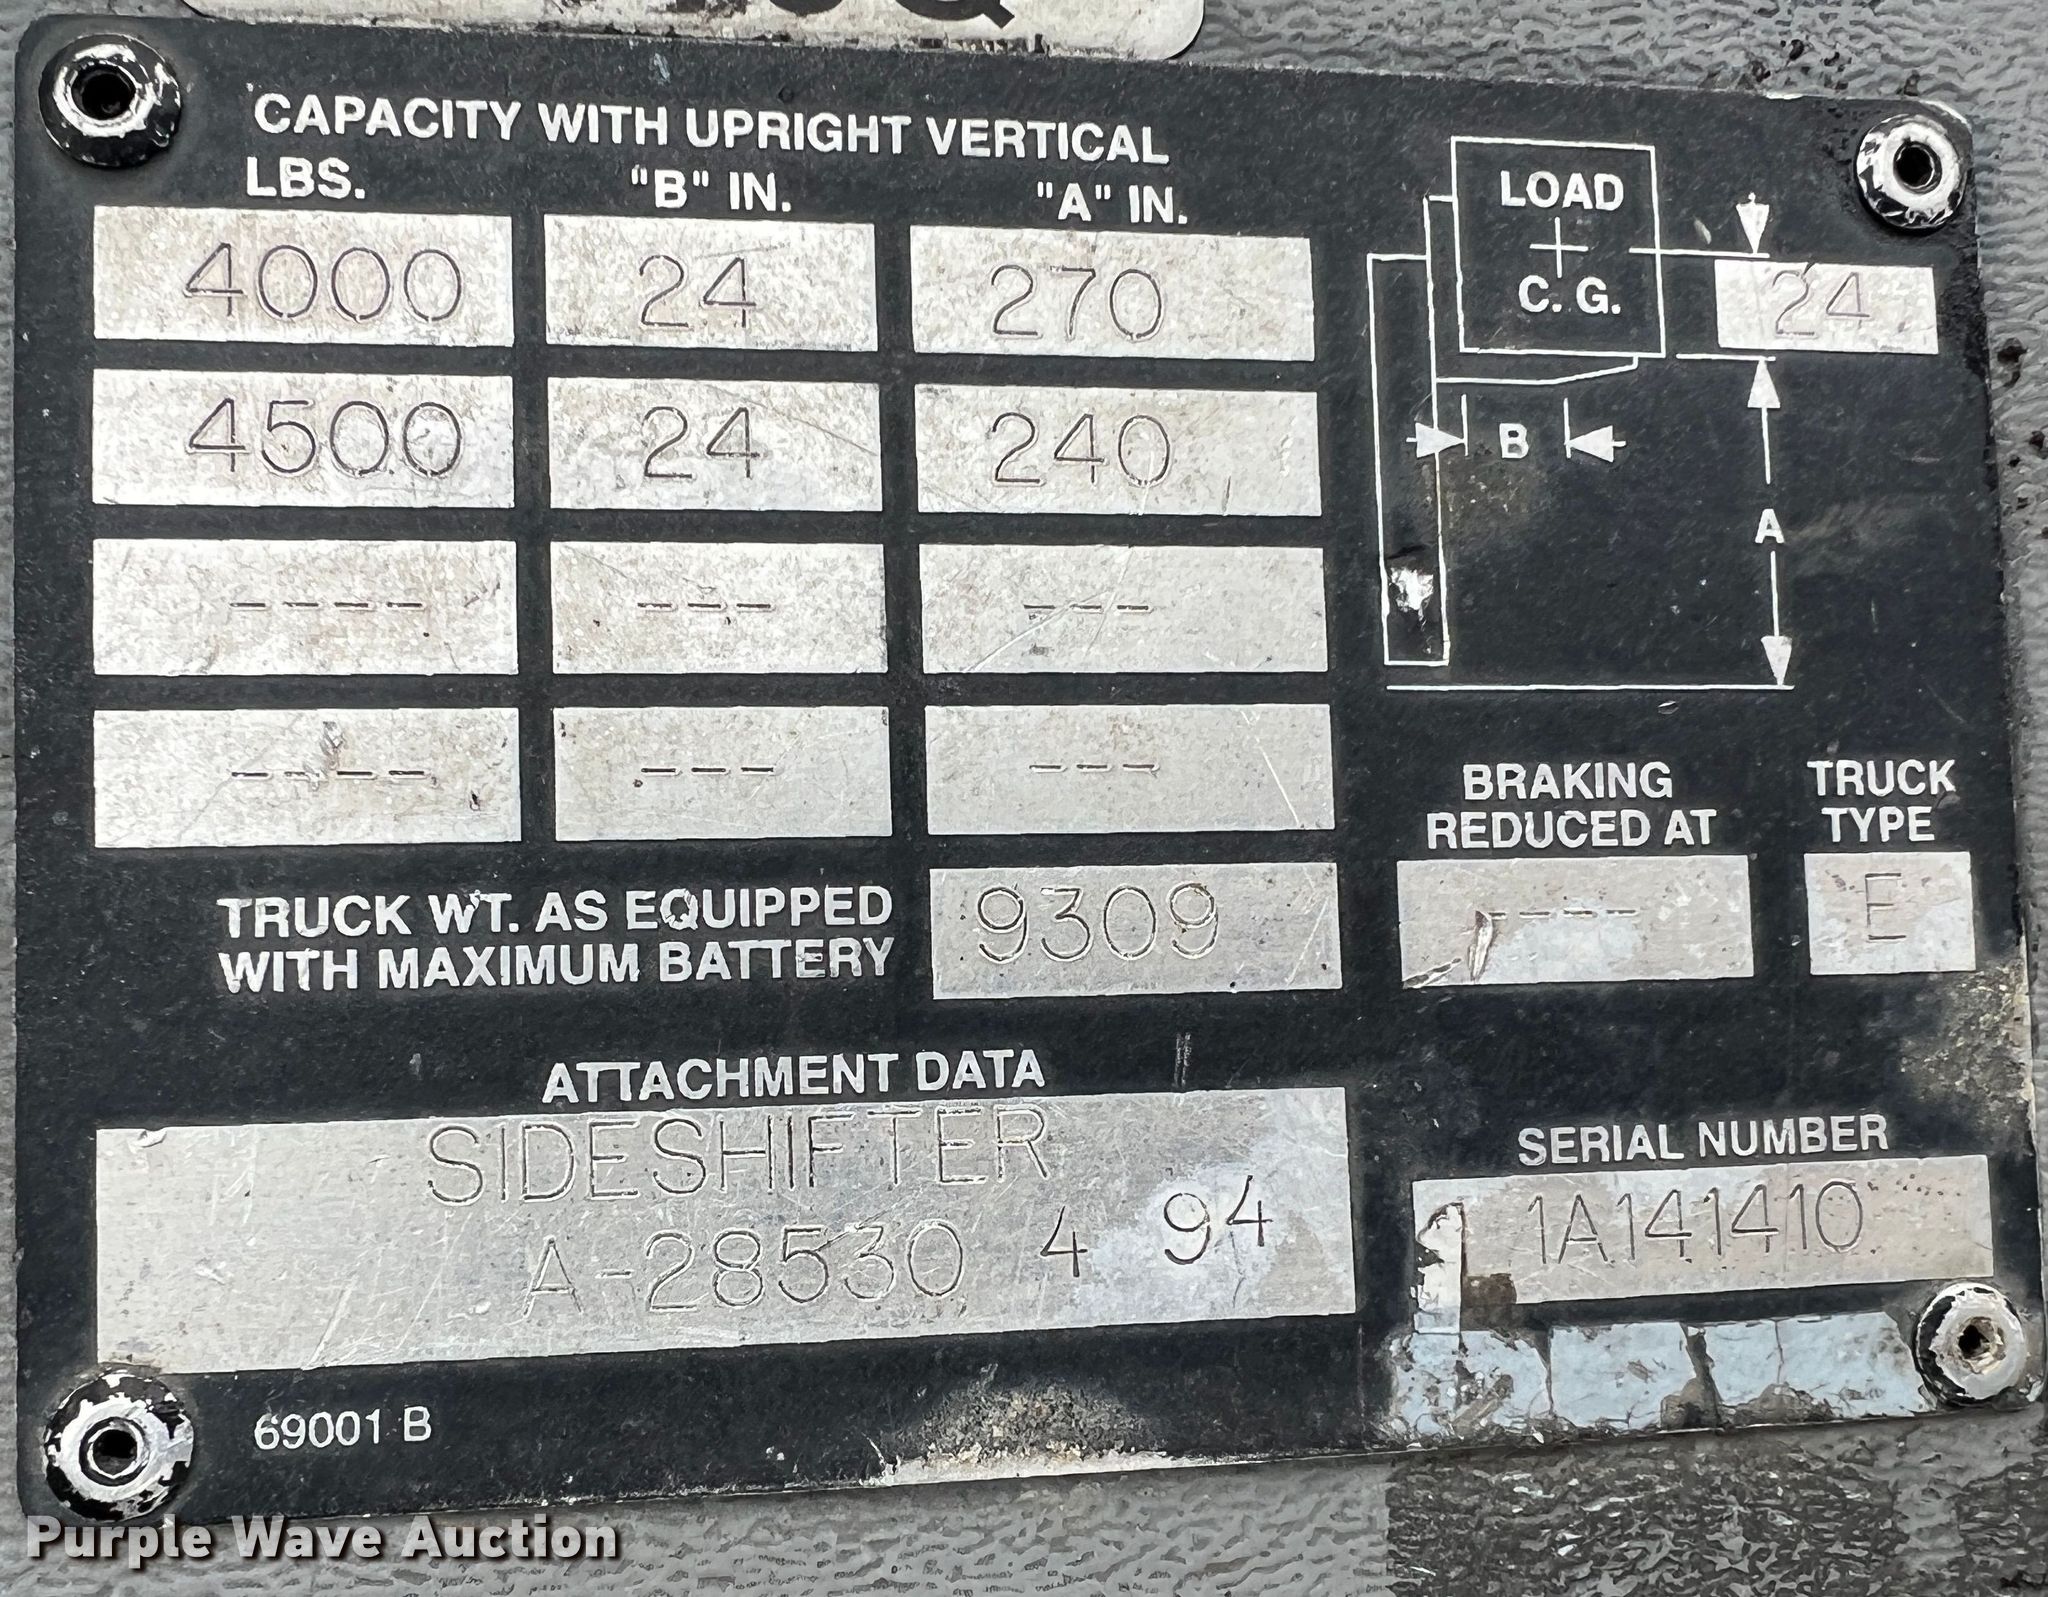 CAPACITY WITH UPRIGHT VERTICAL
LBS. "B" IN. "A" IN.
4000 24 270
4500 24 240
---- --- ---
---- --- ---
LOAD
C. G.
24
B
A
BRAKING
REDUCED AT
----
TRUCK
TYPE
E
TRUCK WT. AS EQUIPPED
WITH MAXIMUM BATTERY
9309
ATTACHMENT DATA
SIDESHIFTER
A-28530 4 94
SERIAL NUMBER
1A141410
69001 B
Purple Wave Auction